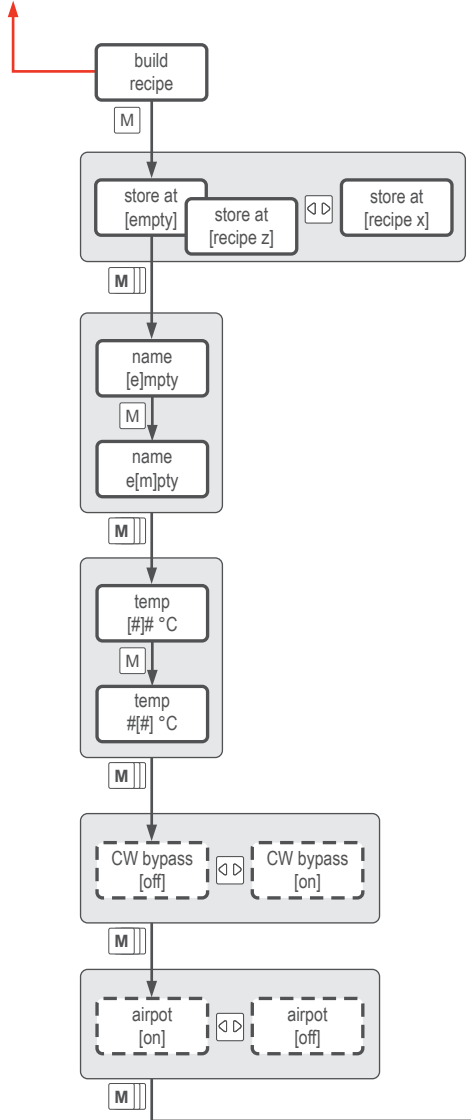 build
recipe
M
store at
[empty]
store at
[recipe z]
store at
[recipe x]
M
name
[e]mpty
M
name
e[m]pty
M
temp
[#]# °C
M
temp
#[#] °C
M
CW bypass
[off]
CW bypass
[on]
M
airpot
[on]
airpot
[off]
M